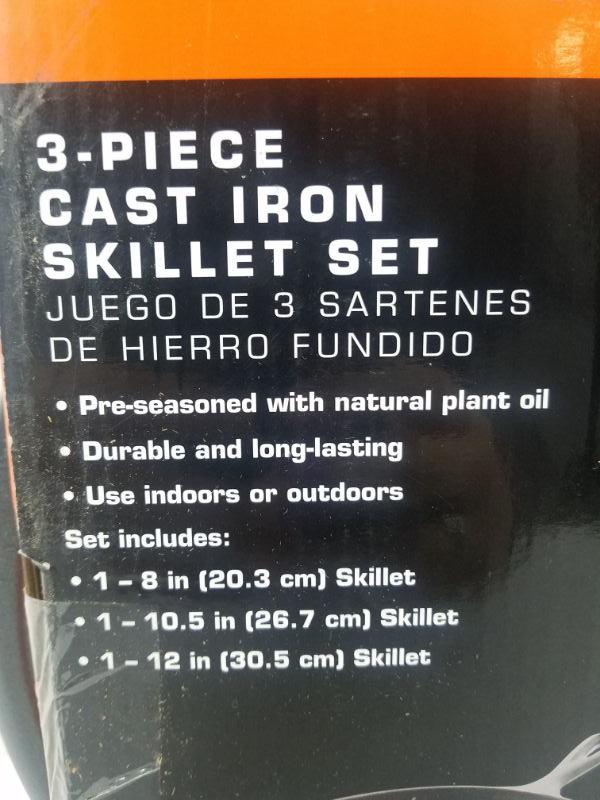 3-PIECE
CAST IRON
SKILLET SET
JUEGO DE 3 SARTENES
DE HIERRO FUNDIDO
• Pre-seasoned with natural plant oil
• Durable and long-lasting
• Use indoors or outdoors
Set includes:
• 1 – 8 in (20.3 cm) Skillet
• 1 – 10.5 in (26.7 cm) Skillet
• 1 – 12 in (30.5 cm) Skillet